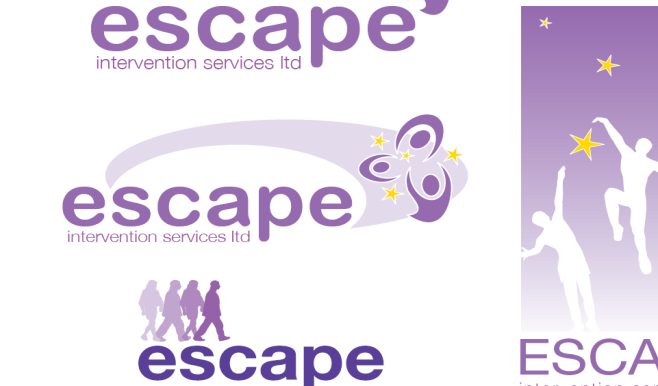 escape
intervention services ltd
escape
intervention services ltd
escape
ESCA